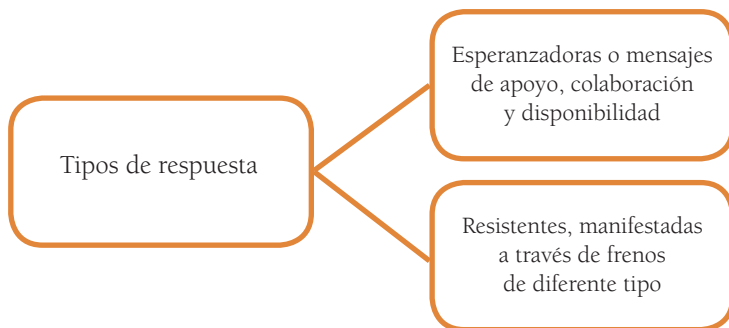 Tipos de respuesta
Esperanzadoras o mensajes
de apoyo, colaboración
y disponibilidad
Resistentes, manifestadas
a través de frenos
de diferente tipo